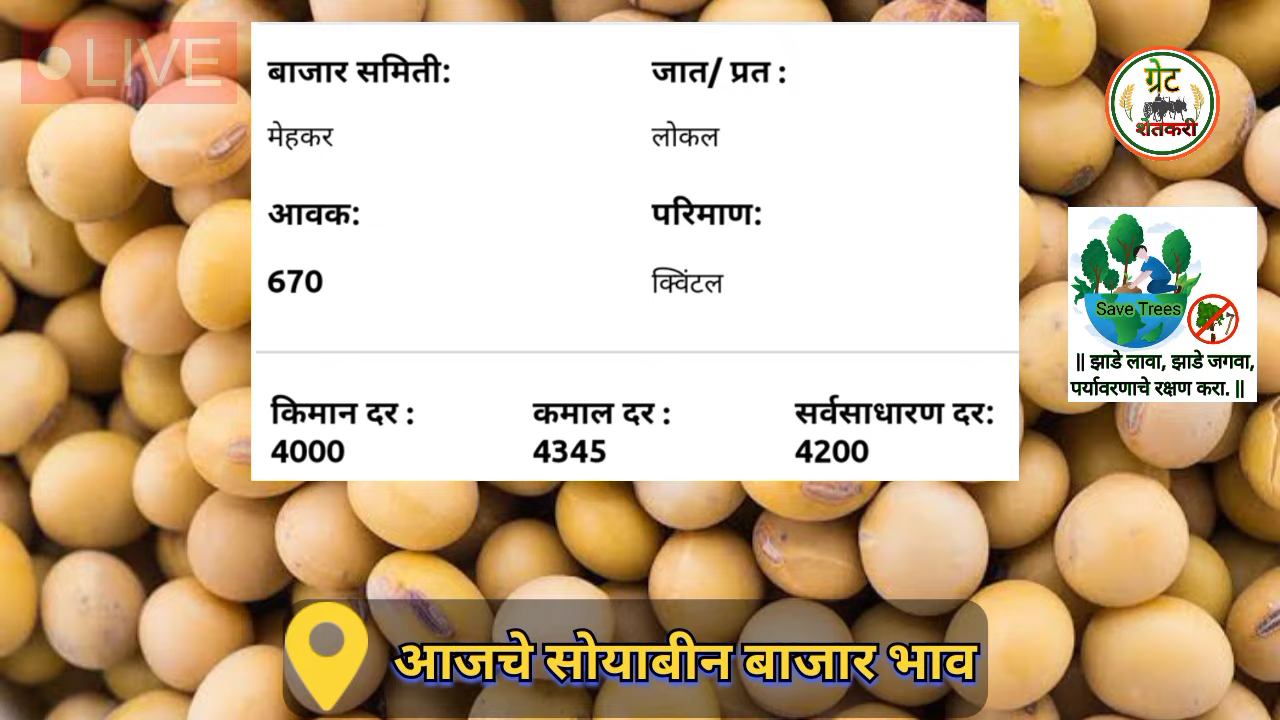 LIVE
बाजार समिती:
जात/ प्रत :
मेहकर
लोकल
आवक:
परिमाण:
670
क्विंटल
किमान दर :
कमाल दर :
सर्वसाधारण दर:
4000
4345
4200
ग्रेट
शेतकरी
Save Trees
|| झाडे लावा, झाडे जगवा,
पर्यावरणाचे रक्षण करा. ||
आजचे सोयाबीन बाजार भाव